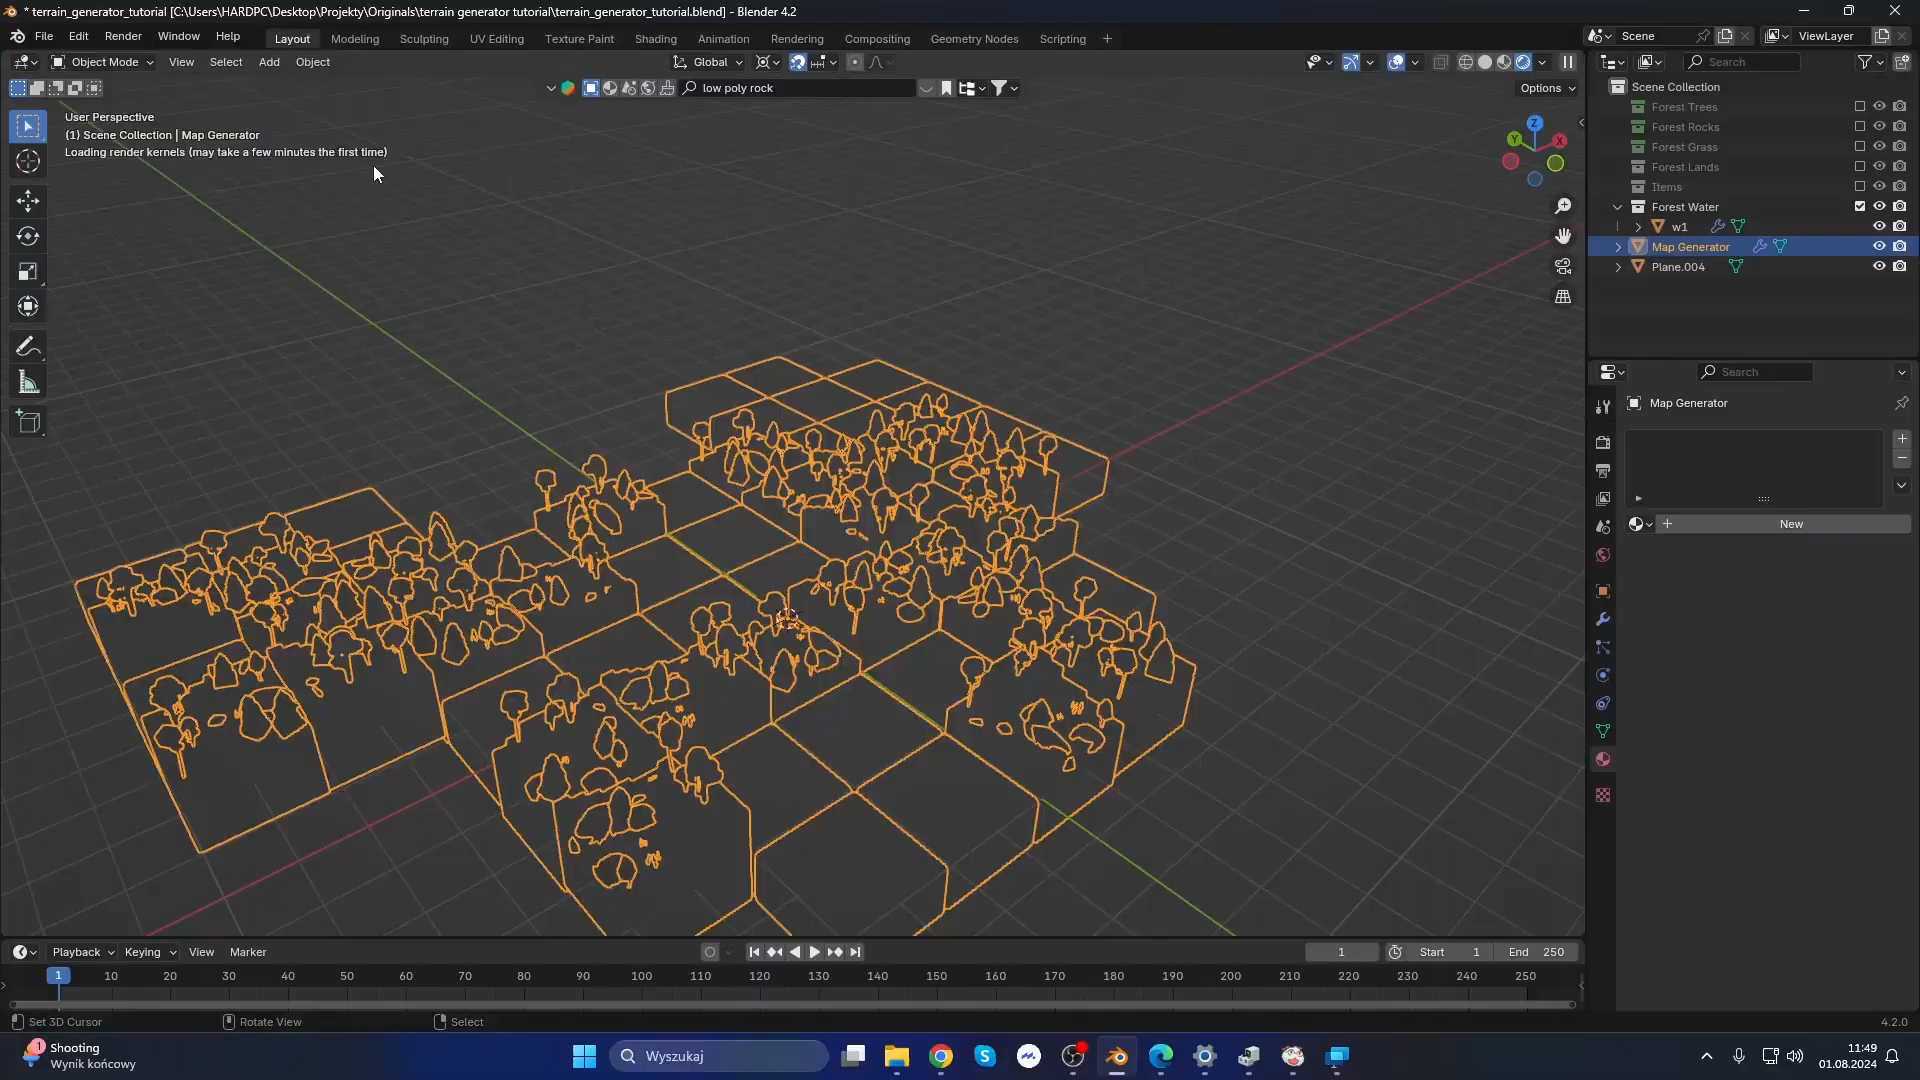 * terrain_generator_tutorial [C:\Users\HARDPC\Desktop\Projekty\Originals\terrain generator tutorial\terrain_generator_tutorial.blend] - Blender 4.2
File Edit Render Window Help
Layout Modeling Sculpting UV Editing Texture Paint Shading Animation Rendering Compositing Geometry Nodes Scripting +
Scene
ViewLayer
Object Mode View Select Add Object
Global
Search
low poly rock
Options
User Perspective
(1) Scene Collection | Map Generator
Loading render kernels (may take a few minutes the first time)
Z
Y
X
Scene Collection
Forest Trees
Forest Rocks
Forest Grass
Forest Lands
Items
Forest Water
w1
Map Generator
Plane.004
Search
Map Generator
+ New
Playback Keying View Marker
1
Start 1
End 250
1 10 20 30 40 50 60 70 80 90 100 110 120 130 140 150 160 170 180 190 200 210 220 230 240 250
Set 3D Cursor
Rotate View
Select
4.2.0
1
Shooting
Wynik końcowy
Wyszukaj
11:49
01.08.2024